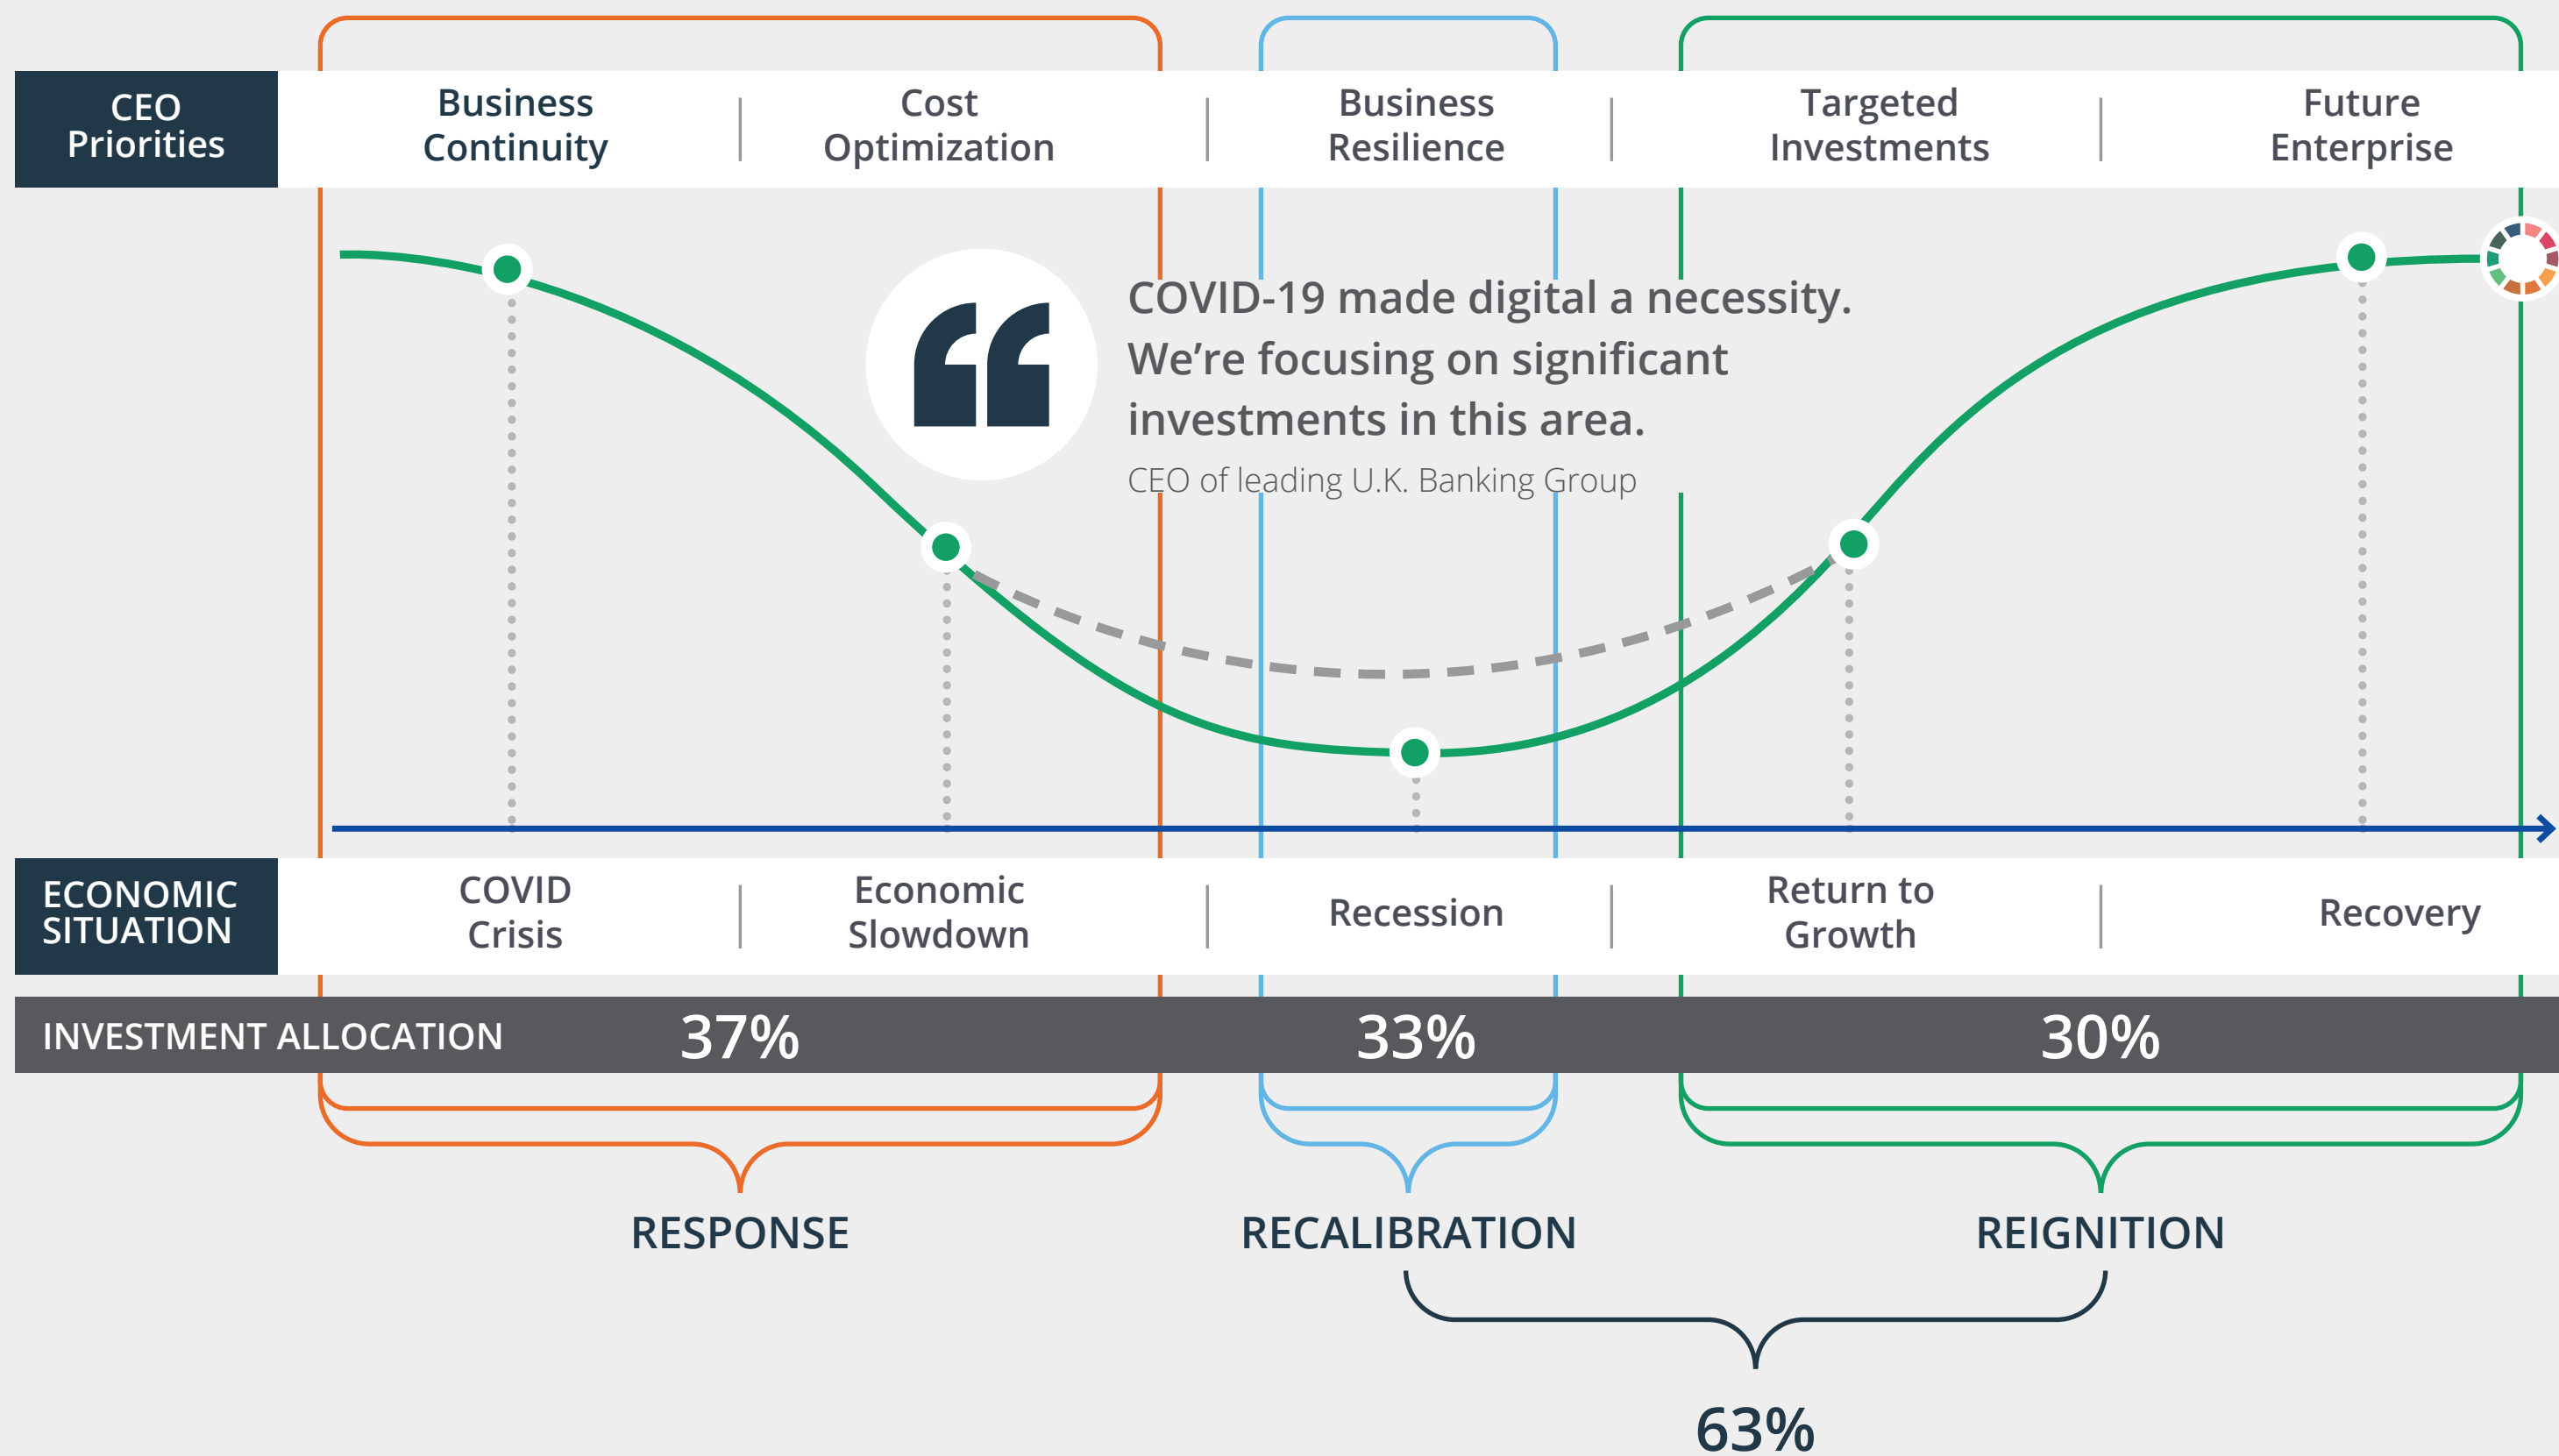 CEO
Priorities
Business
Continuity
Cost
Optimization
Business
Resilience
Targeted
Investments
Future
Enterprise
COVID-19 made digital a necessity.
We’re focusing on significant
investments in this area.
CEO of leading U.K. Banking Group
ECONOMIC
SITUATION
COVID
Crisis
Economic
Slowdown
Recession
Return to
Growth
Recovery
INVESTMENT ALLOCATION
37%
33%
30%
RESPONSE
RECALIBRATION
REIGNITION
63%